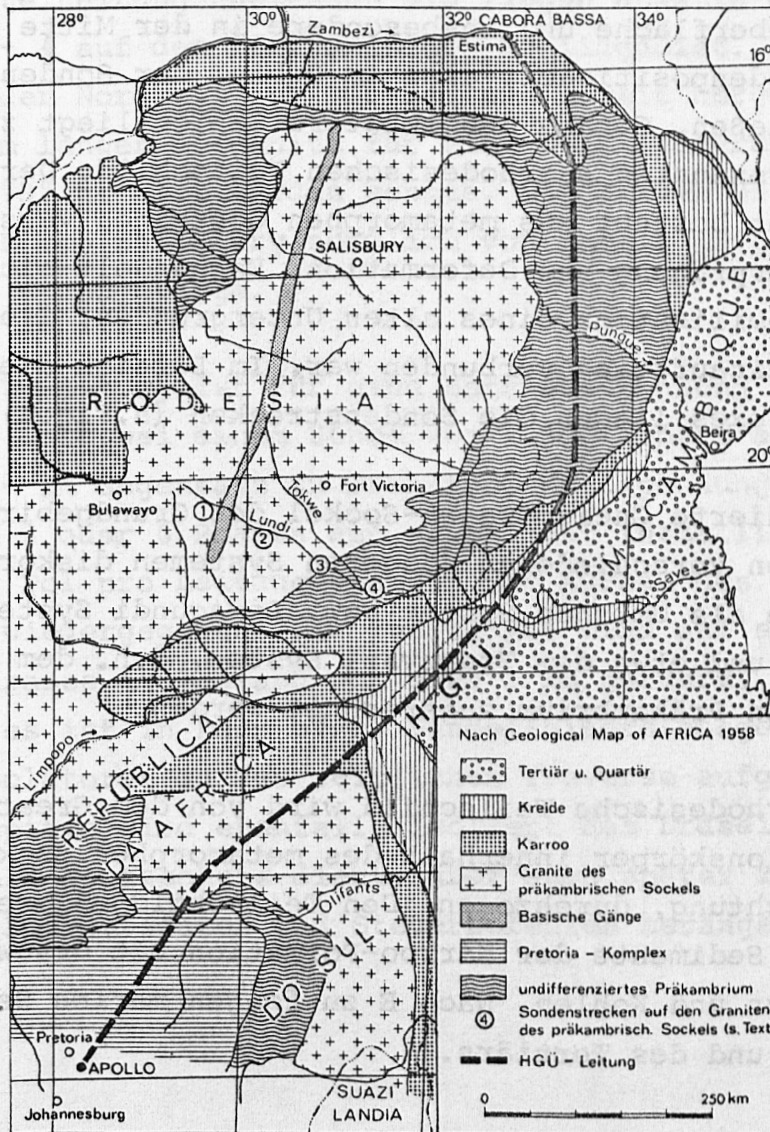 28°
30°
32° CABORA BASSA
34°
Zambezi
Estima
16°
SALISBURY
Pungue
RODESIA
MOCAMBIQUE
Beira
20°
Fort Victoria
Bulawayo
Tokwe
Lundi
1
2
3
4
Save
HGÜ
Limpopo
REPÚBLICA
DA AFRICA
DO SUL
Olifants
Pretoria
APOLLO
Johannesburg
SUAZI
LANDIA
Nach Geological Map of AFRICA 1958
Tertiär u. Quartär
Kreide
Karroo
Granite des
präkambrischen Sockels
Basische Gänge
Pretoria - Komplex
undifferenziertes Präkambrium
4 Sondenstrecken auf den Graniten
des präkambrisch. Sockels (s. Text
HGÜ - Leitung
0 250 km